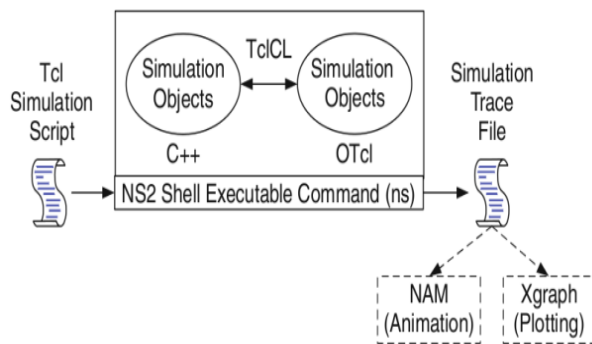 Tcl
Simulation
Script
TclCL
Simulation
Objects
Simulation
Objects
C++
OTcl
NS2 Shell Executable Command (ns)
Simulation
Trace
File
NAM
(Animation)
Xgraph
(Plotting)